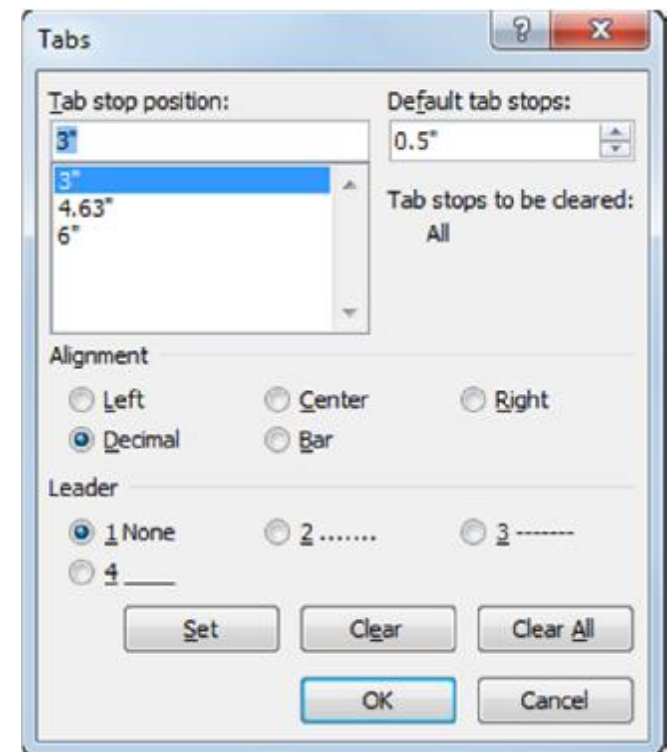 Tabs ?
Tab stop position: Default tab stops:
3" 0.5"
3"
4.63"
6"
Tab stops to be cleared:
All
Alignment
Left Center Right
Decimal Bar
Leader
1 None 2 ....... 3 -------
4 ____
Set Clear Clear All
OK Cancel